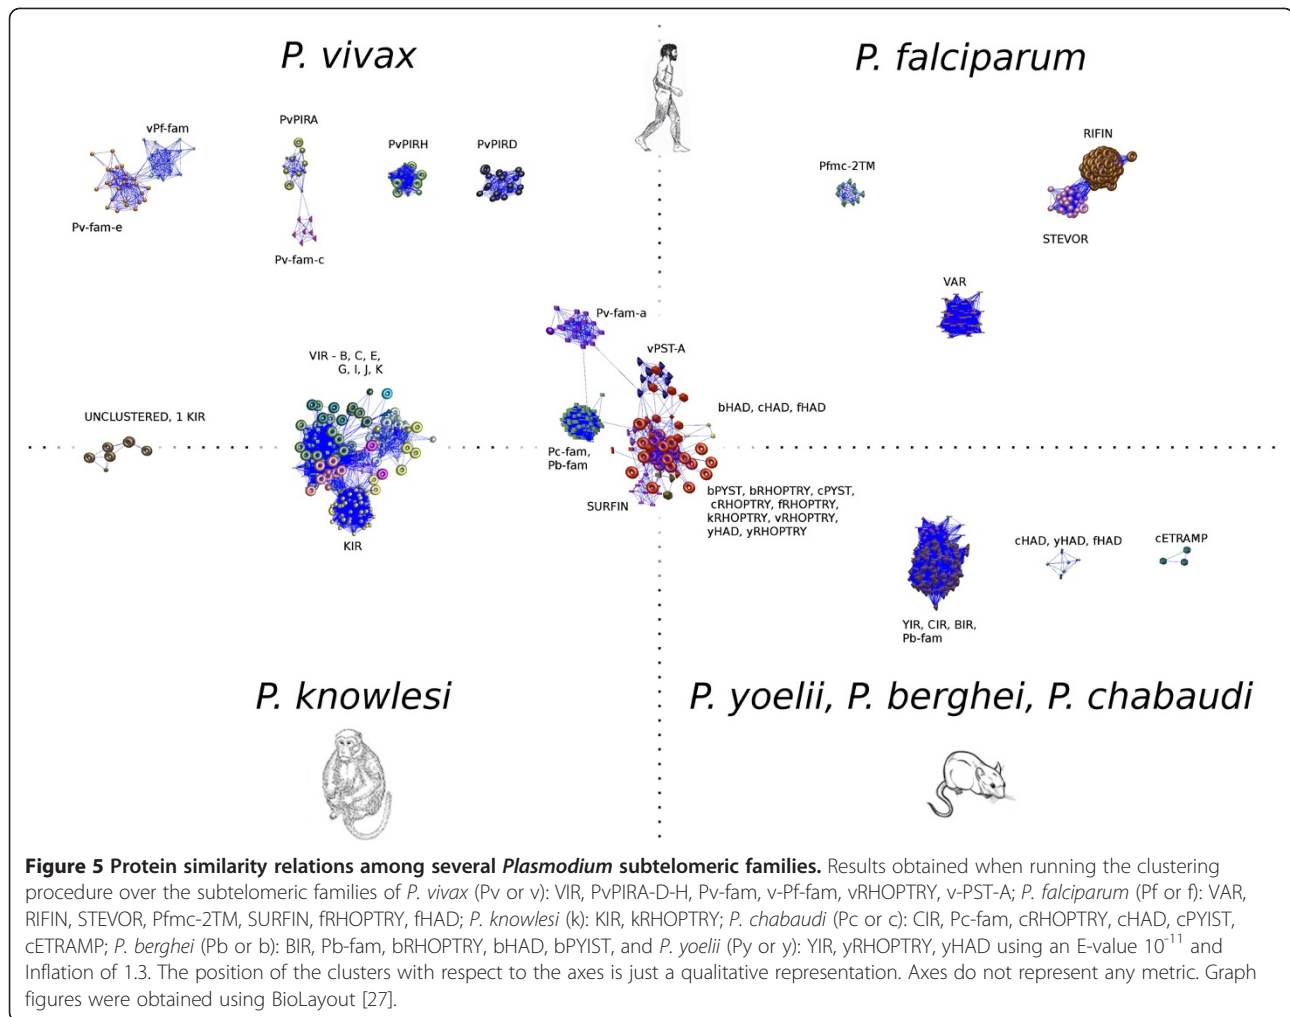 P. vivax
P. falciparum
vPf-fam
PvPIRA
PvPIRH
PvPIRD
Pfmc-2TM
RIFIN
Pv-fam-e
Pv-fam-c
STEVOR
VAR
Pv-fam-a
VIR - B, C, E,
G, I, J, K
vPST-A
UNCLUSTERED, 1 KIR
bHAD, cHAD, fHAD
Pc-fam,
Pb-fam
SURFIN
KIR
bPYST, bRHOPTRY, cPYST,
cRHOPTRY, fRHOPTRY,
kRHOPTRY, vRHOPTRY,
yHAD, yRHOPTRY
cHAD, yHAD, fHAD
cETRAMP
YIR, CIR, BIR,
Pb-fam
P. knowlesi
P. yoelii, P. berghei, P. chabaudi
Figure 5 Protein similarity relations among several Plasmodium subtelomeric families. Results obtained when running the clustering
procedure over the subtelomeric families of P. vivax (Pv or v): VIR, PvPIRA-D-H, Pv-fam, v-Pf-fam, vRHOPTRY, v-PST-A; P. falciparum (Pf or f): VAR,
RIFIN, STEVOR, Pfmc-2TM, SURFIN, fRHOPTRY, fHAD; P. knowlesi (k): KIR, kRHOPTRY; P. chabaudi (Pc or c): CIR, Pc-fam, cRHOPTRY, cHAD, cPYIST,
cETRAMP; P. berghei (Pb or b): BIR, Pb-fam, bRHOPTRY, bHAD, bPYIST, and P. yoelii (Py or y): YIR, yRHOPTRY, yHAD using an E-value 10⁻¹¹ and
Inflation of 1.3. The position of the clusters with respect to the axes is just a qualitative representation. Axes do not represent any metric. Graph
figures were obtained using BioLayout [27].